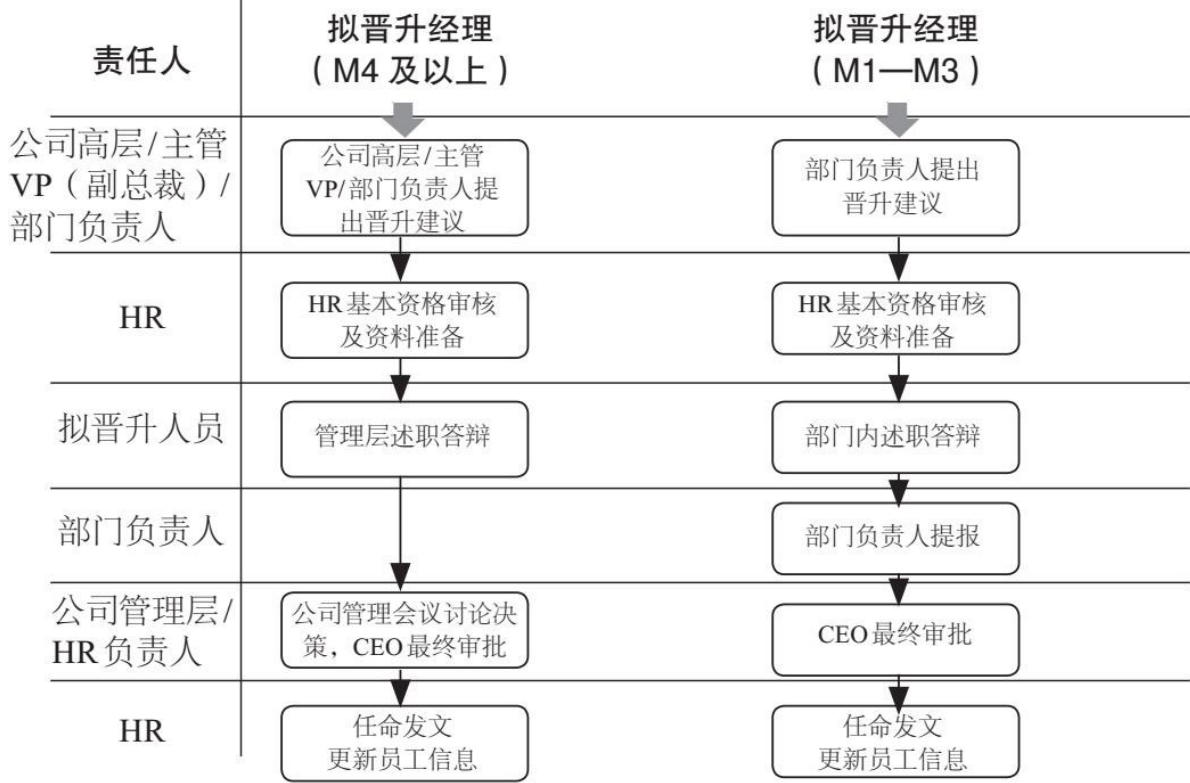 责任人
拟晋升经理
（M4 及以上）
拟晋升经理
（M1—M3）
公司高层/主管
VP（副总裁）/
部门负责人
公司高层/主管
VP/部门负责人提
出晋升建议
部门负责人提出
晋升建议
HR
HR基本资格审核
及资料准备
HR基本资格审核
及资料准备
拟晋升人员
管理层述职答辩
部门内述职答辩
部门负责人
部门负责人提报
公司管理层/
HR负责人
公司管理会议讨论决
策，CEO最终审批
CEO最终审批
HR
任命发文
更新员工信息
任命发文
更新员工信息